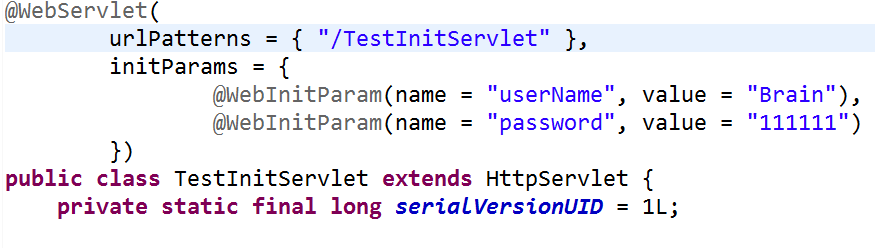 @WebServlet(
urlPatterns = { "/TestInitServlet" },
initParams = {
@WebInitParam(name = "userName", value = "Brain"),
@WebInitParam(name = "password", value = "111111")
})
public class TestInitServlet extends HttpServlet {
private static final long serialVersionUID = 1L;